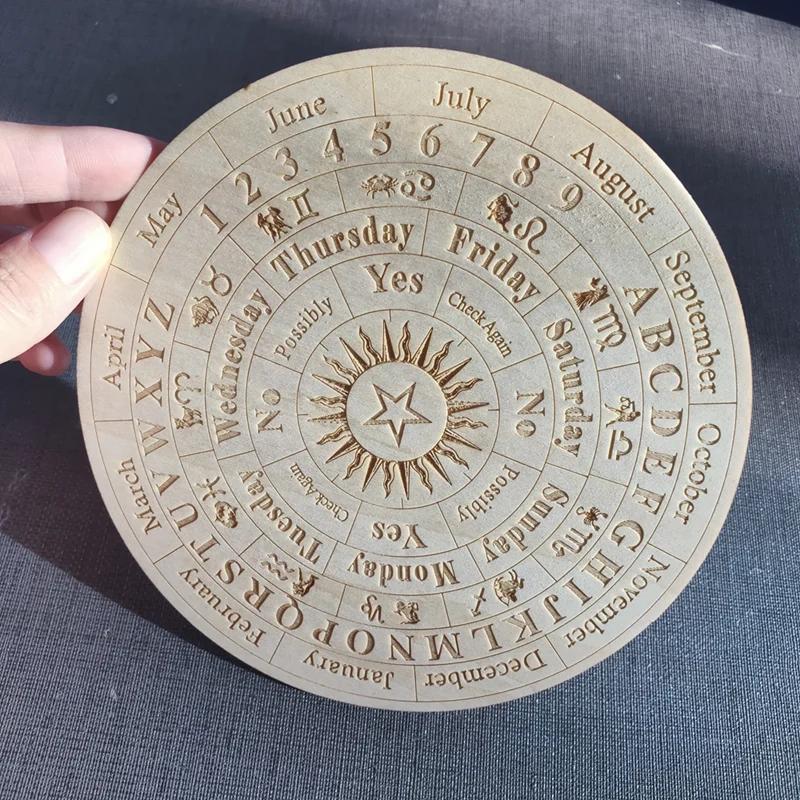 January
February
March
April
May
June
July
August
September
October
November
December
1 2 3 4 5 6 7 8 9
A B C D E F G H I J K L M N O P Q R S T U V W X Y Z
Monday
Tuesday
Wednesday
Thursday
Friday
Saturday
Sunday
Yes
Check Again
No
Possibly
Yes
Check Again
No
Possibly